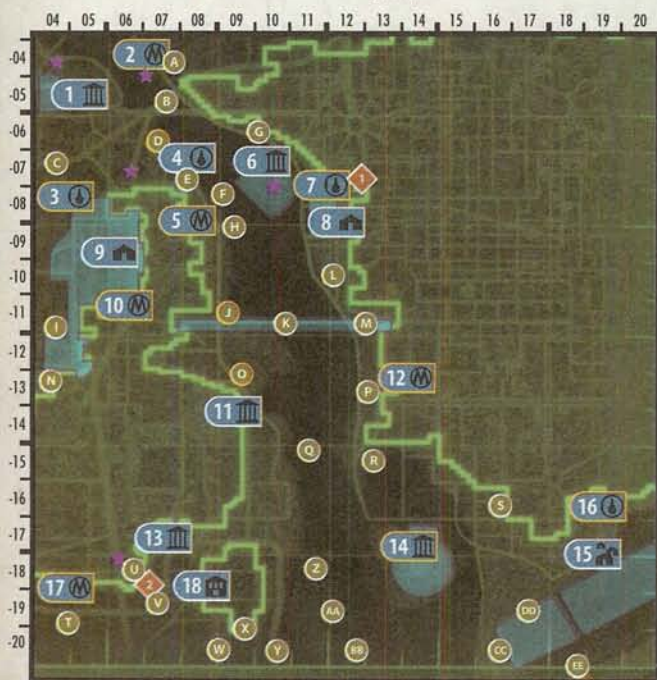 04 05 06 07 08 09 10 11 12 13 14 15 16 17 18 19 20
-04
-05
-06
-07
-08
-09
-10
-11
-12
-13
-14
-15
-16
-17
-18
-19
-20
2
A
1
B
G
D
4
6
C
E
7
1
3
F
5
H
8
9
L
10
J
I
K
M
N
O
12
P
11
Q
R
S
16
13
14
15
U
Z
17
2
18
V
T
AA
DD
X
W
Y
BB
CC
EE